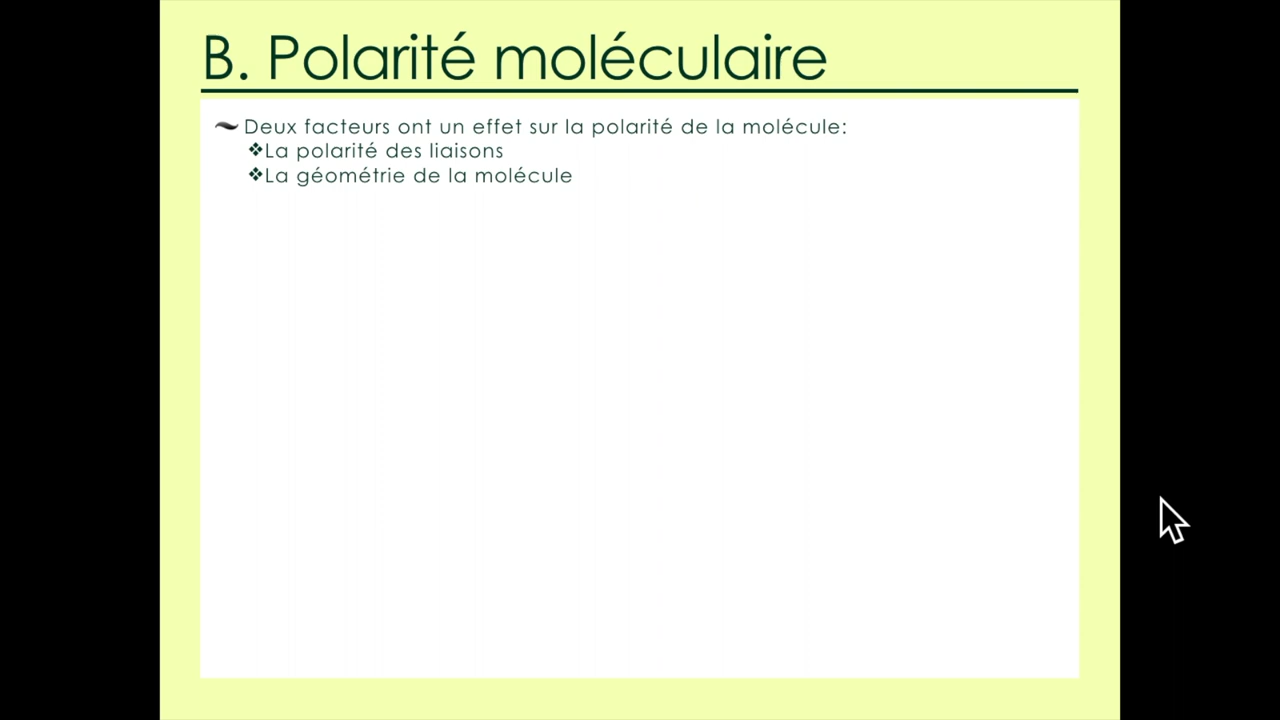 B. Polarité moléculaire
Deux facteurs ont un effet sur la polarité de la molécule:
❖La polarité des liaisons
❖La géométrie de la molécule